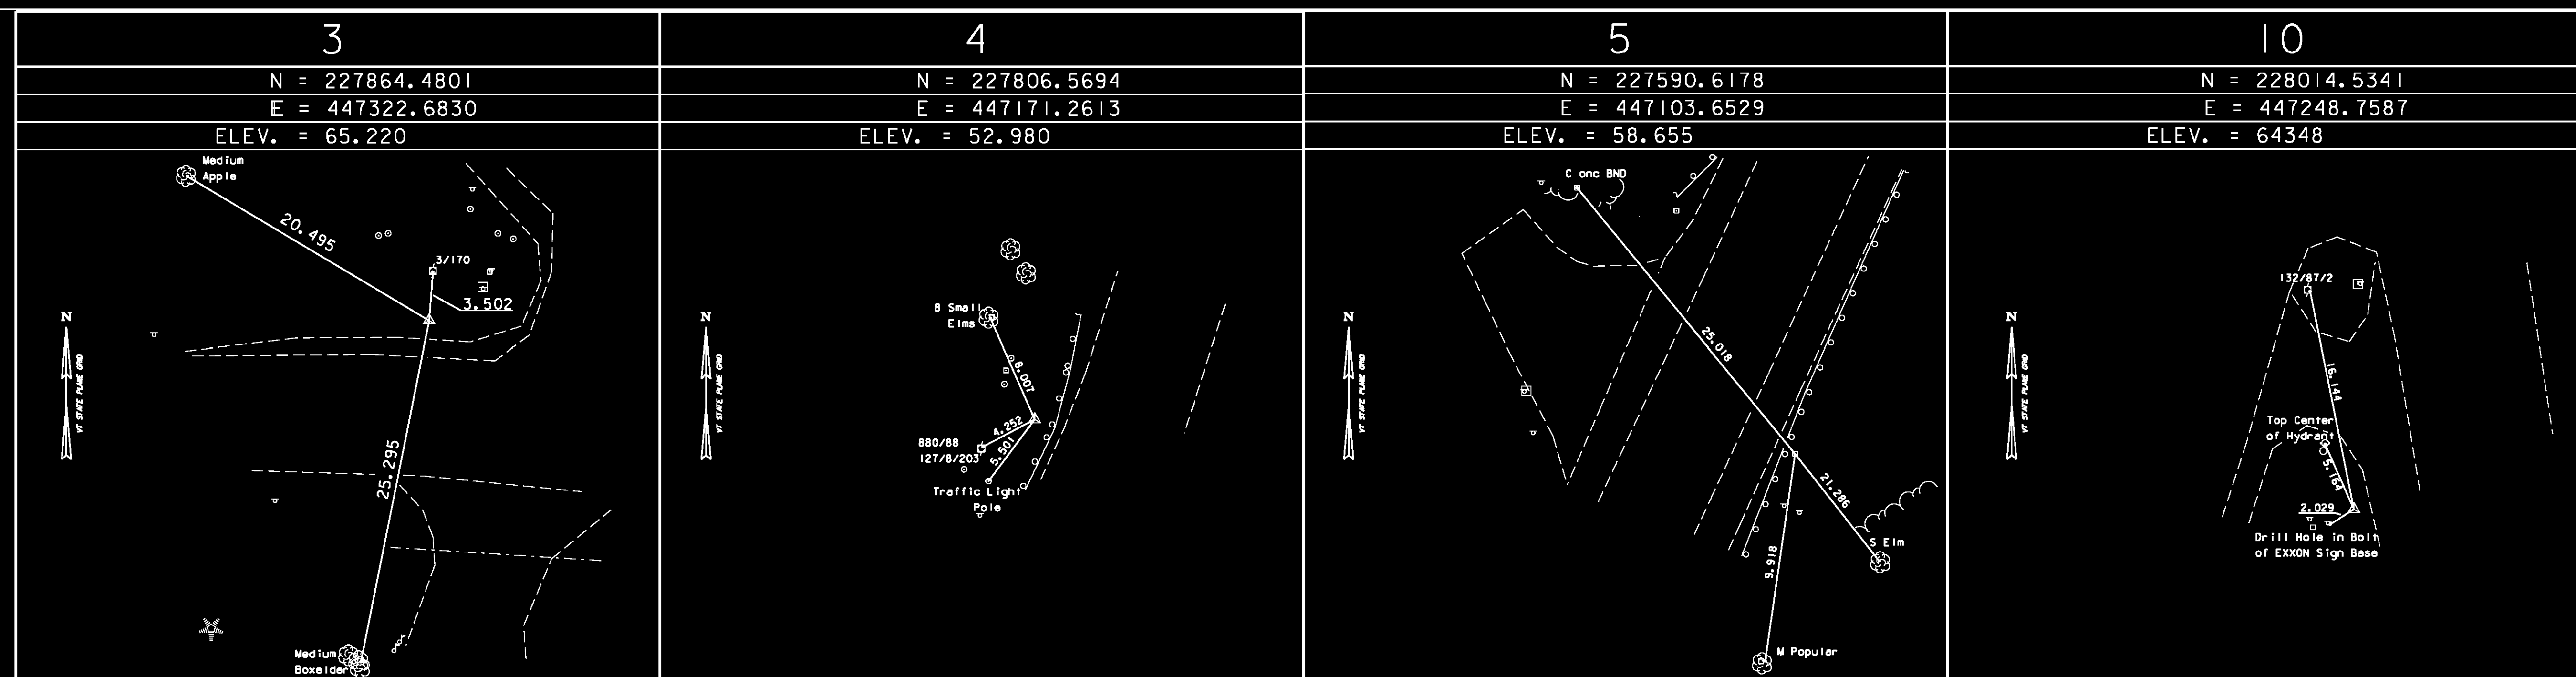 3
N = 227864.4801
E = 447322.6830
ELEV. = 65.220
Medium
Apple
20.495
3/170
3.502
N
VT STATE PLANE GRID
25.295
Medium
Boxelder
4
N = 227806.5694
E = 447171.2613
ELEV. = 52.980
8 Small
Elms
8.007
N
VT STATE PLANE GRID
4.252
880/88
127/8/203
5.501
Traffic Light
Pole
5
N = 227590.6178
E = 447103.6529
ELEV. = 58.655
C onc BND
N
VT STATE PLANE GRID
25.018
21.286
S Elm
9.918
M Popular
10
N = 228014.5341
E = 447248.7587
ELEV. = 64348
132/87/2
N
VT STATE PLANE GRID
16.144
Top Center
of Hydrant
5.164
2.029
Drill Hole in Bolt
of EXXON Sign Base